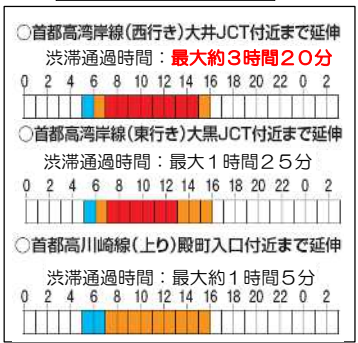 ○首都高湾岸線(西行き)大井JCT付近まで延伸
渋滞通過時間：最大約3時間20分
0 2 4 6 7 8 10 12 14 16 18 20 22 0 2
○首都高湾岸線(東行き)大黒JCT付近まで延伸
渋滞通過時間：最大1時間25分
0 2 4 6 7 8 10 12 14 16 18 20 22 0 2
○首都高川崎線(上り)殿町入口付近まで延伸
渋滞通過時間：最大約1時間5分
0 2 4 6 7 8 10 12 14 16 18 20 22 0 2